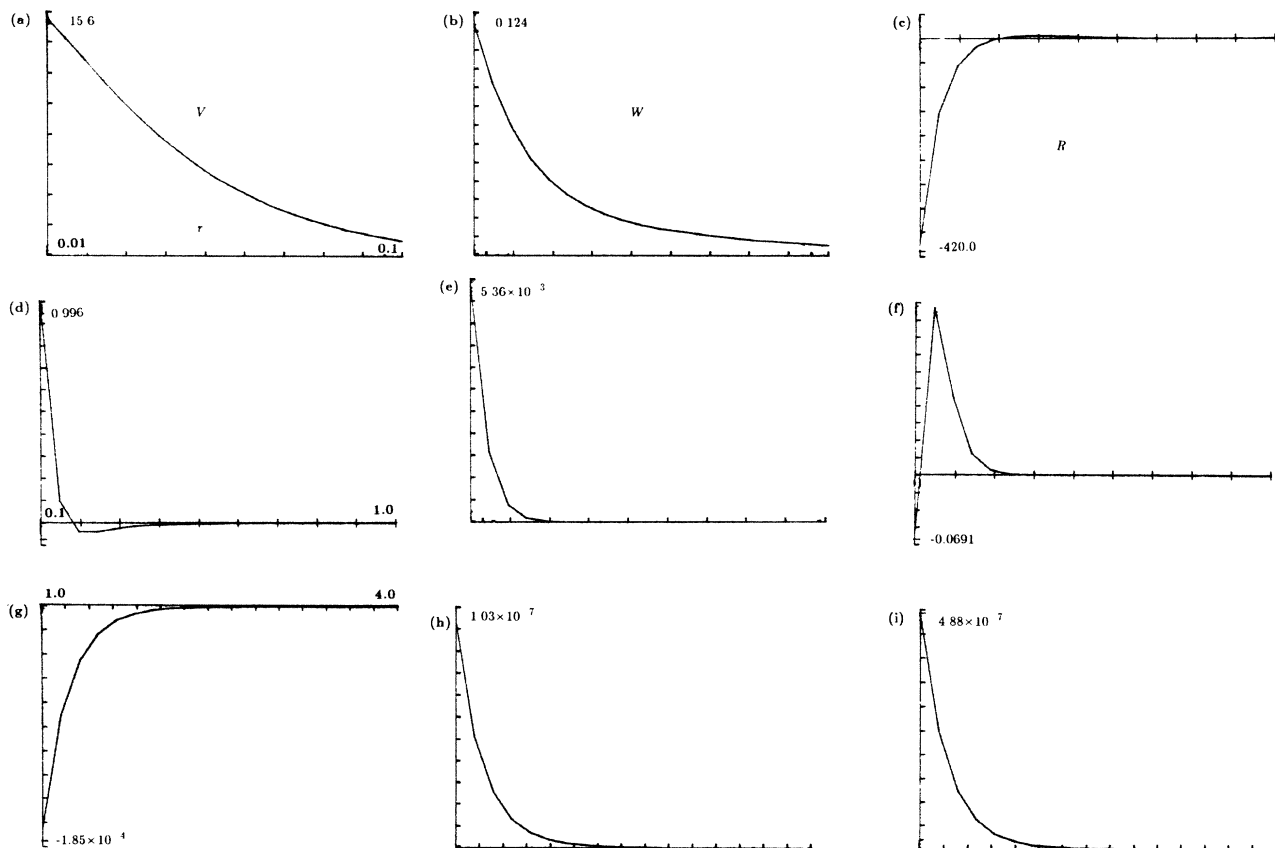 (a)
15 6
V
r
0.01
0.1
(b)
0 124
W
(c)
R
-420.0
(d)
0 996
0.1
1.0
(e)
5 36×10 3
(f)
-0.0691
(g)
1.0
4.0
-1.85×10 4
(h)
1 03×10 7
(i)
4 88×10 7